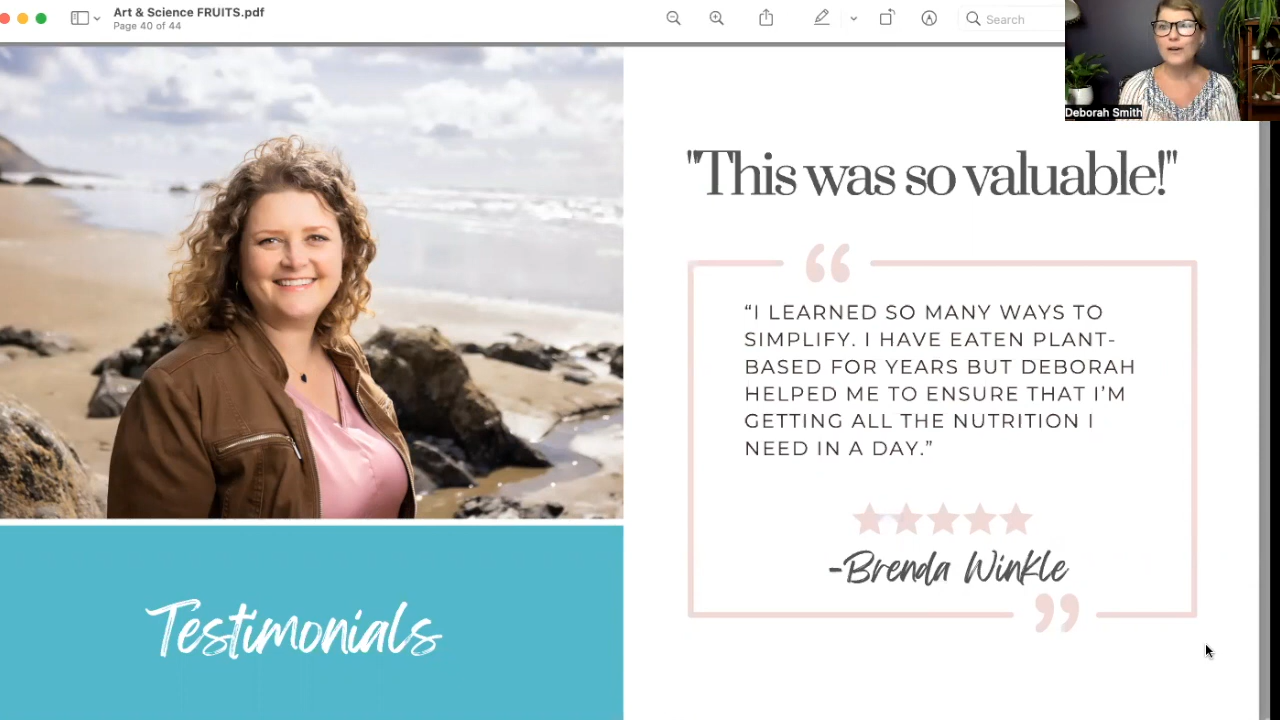 Art & Science FRUITS.pdf
Page 40 of 44
Search
Deborah Smith
"This was so valuable!"
“I LEARNED SO MANY WAYS TO
SIMPLIFY. I HAVE EATEN PLANT-
BASED FOR YEARS BUT DEBORAH
HELPED ME TO ENSURE THAT I’M
GETTING ALL THE NUTRITION I
NEED IN A DAY.”
-Brenda Winkle
Testimonials